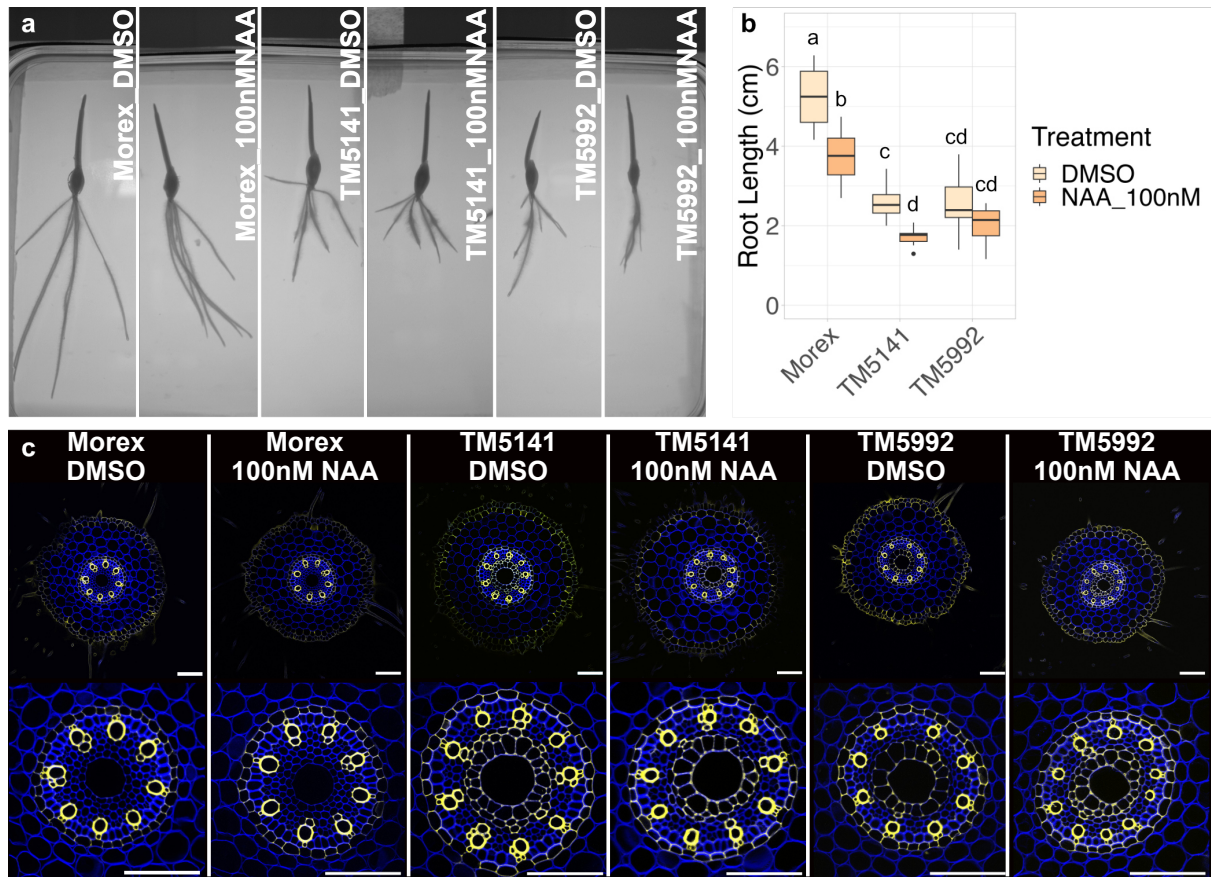 a
Morex_DMSO
Morex_100nMNAA
TM5141_DMSO
TM5141_100nMNAA
TM5992_DMSO
TM5992_100nMNAA
b
Root Length (cm)
6
4
2
0
a
b
c
d
cd
cd
Morex
TM5141
TM5992
Treatment
DMSO
NAA_100nM
c
Morex
DMSO
Morex
100nM NAA
TM5141
DMSO
TM5141
100nM NAA
TM5992
DMSO
TM5992
100nM NAA